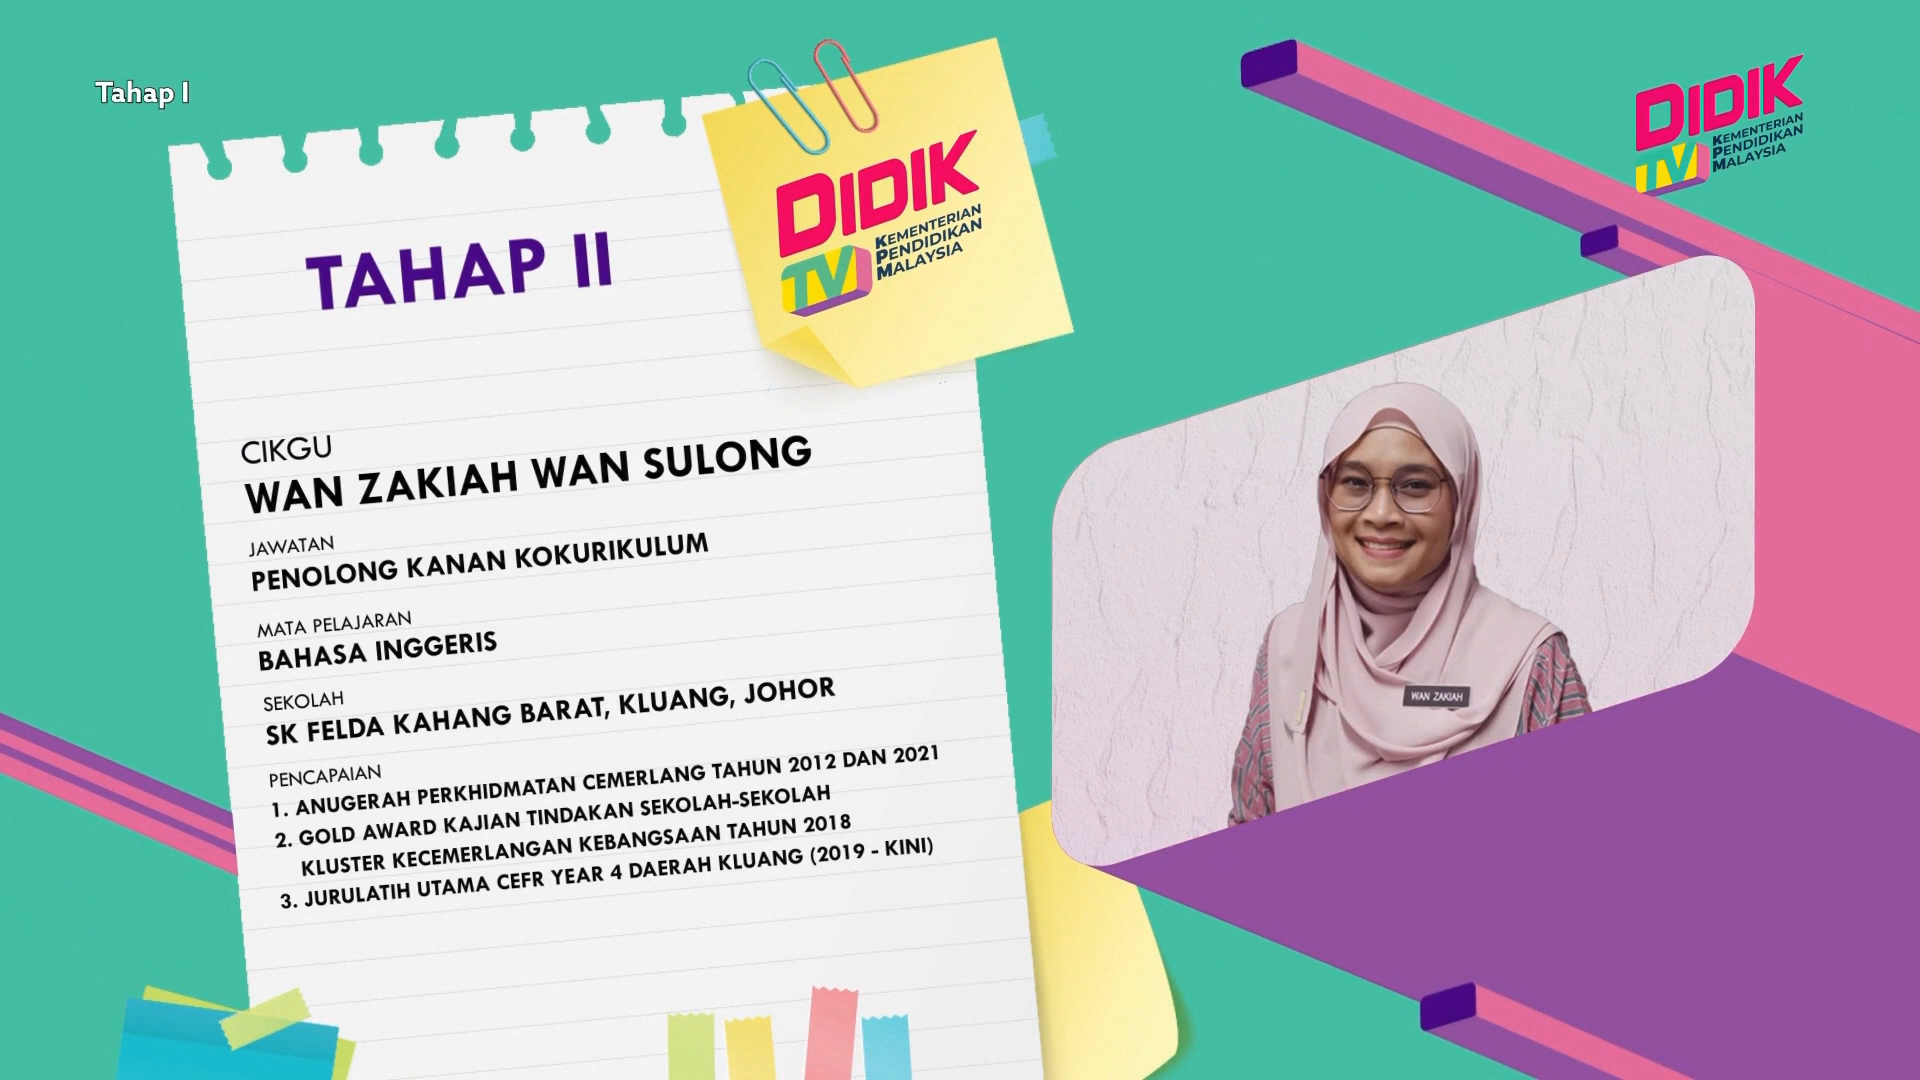 Tahap I
DIDIK
TV
KEMENTERIAN
PENDIDIKAN
MALAYSIA
DIDIK
TV
KEMENTERIAN
PENDIDIKAN
MALAYSIA
TAHAP II
CIKGU
WAN ZAKIAH WAN SULONG
JAWATAN
PENOLONG KANAN KOKURIKULUM
MATA PELAJARAN
BAHASA INGGERIS
SEKOLAH
SK FELDA KAHANG BARAT, KLUANG, JOHOR
PENCAPAIAN
1. ANUGERAH PERKHIDMATAN CEMERLANG TAHUN 2012 DAN 2021
2. GOLD AWARD KAJIAN TINDAKAN SEKOLAH-SEKOLAH
KLUSTER KECEMERLANGAN KEBANGSAAN TAHUN 2018
3. JURULATIH UTAMA CEFR YEAR 4 DAERAH KLUANG (2019 - KINI)
WAN ZAKIAH